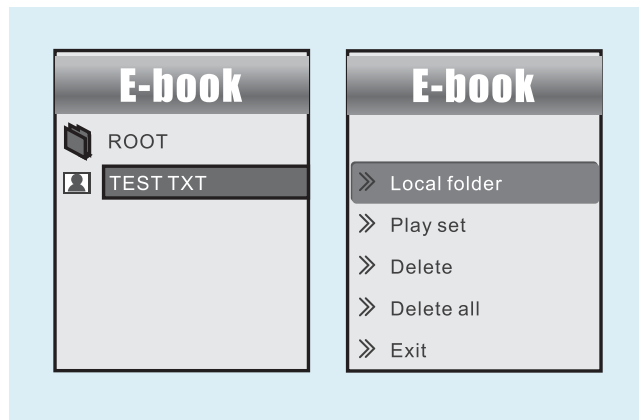 E-book
ROOT
TEST TXT
E-book
Local folder
Play set
Delete
Delete all
Exit